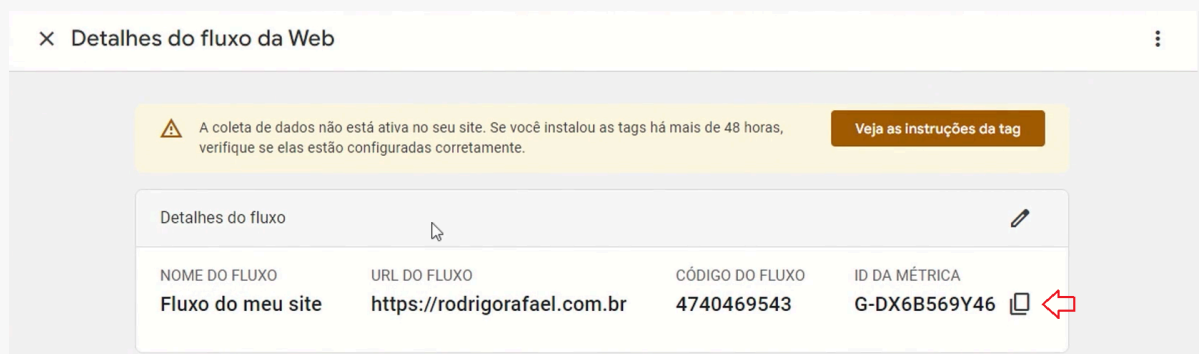 Detalhes do fluxo da Web
A coleta de dados não está ativa no seu site. Se você instalou as tags há mais de 48 horas,
verifique se elas estão configuradas corretamente.
Veja as instruções da tag
Detalhes do fluxo
NOME DO FLUXO URL DO FLUXO CÓDIGO DO FLUXO ID DA MÉTRICA
Fluxo do meu site https://rodrigorafael.com.br 4740469543 G-DX6B569Y46